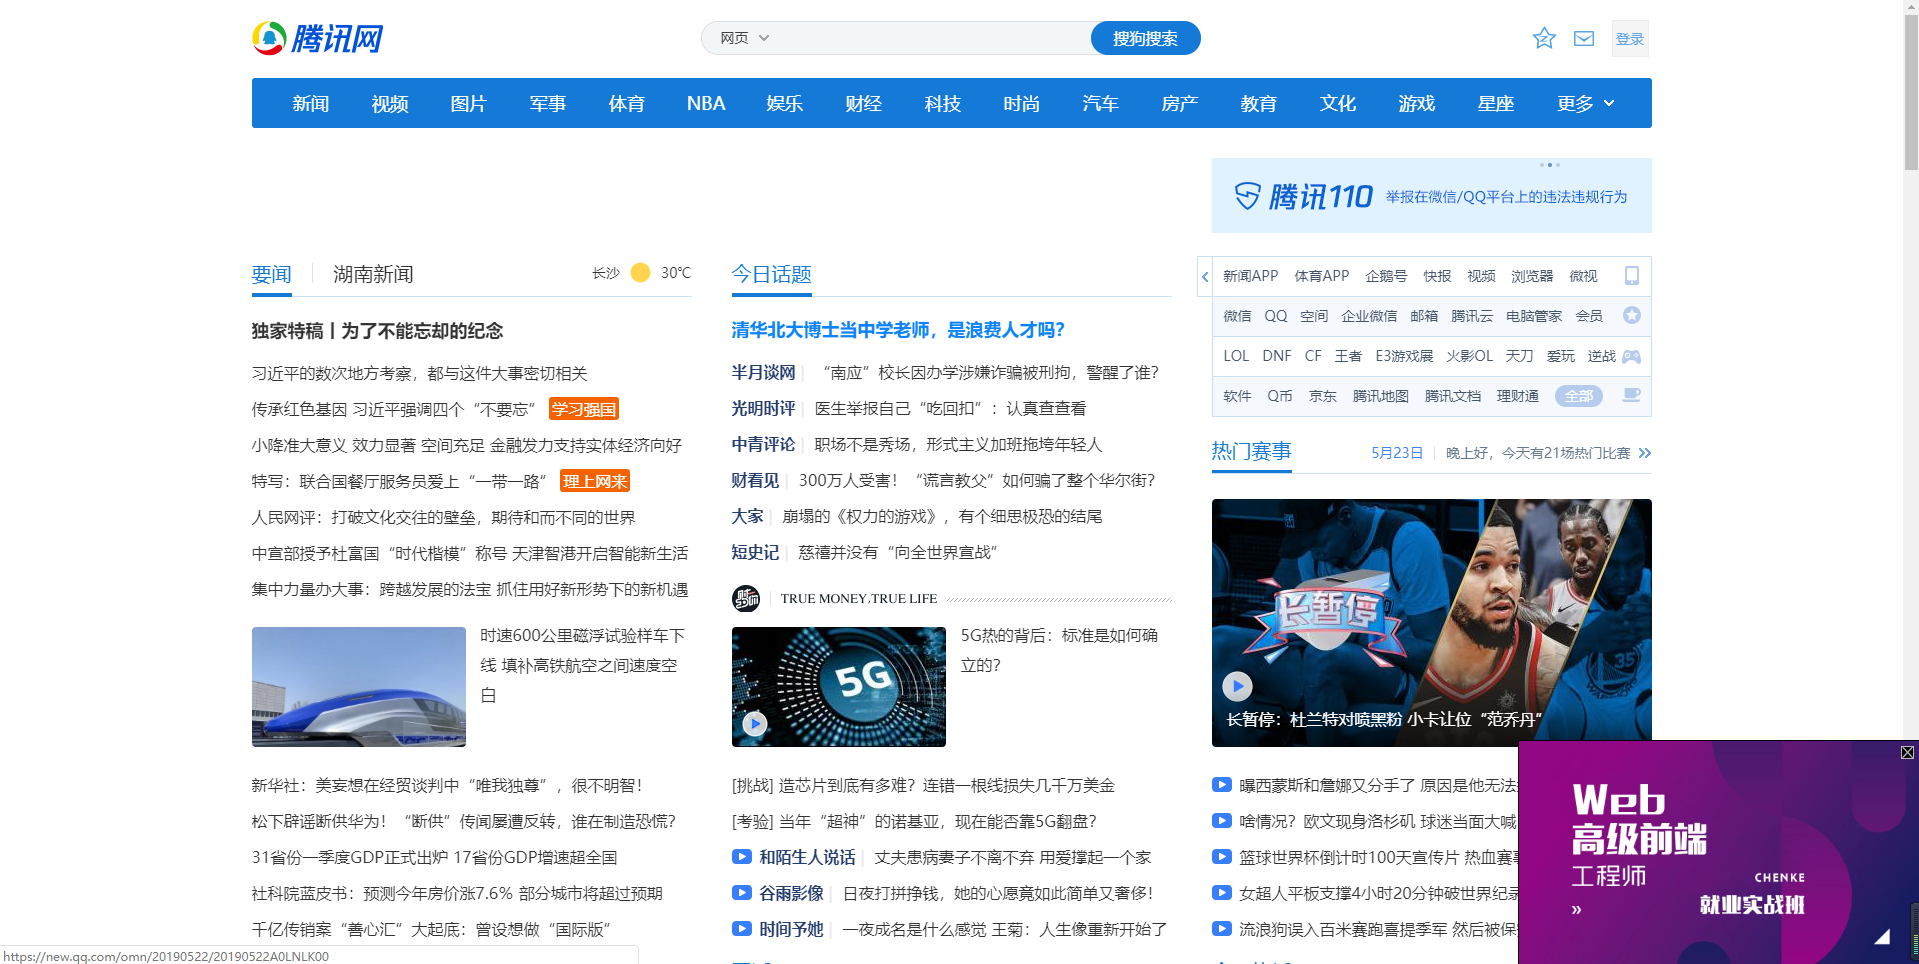 腾讯网
网页
搜狗搜索
登录
新闻 视频 图片 军事 体育 NBA 娱乐 财经 科技 时尚 汽车 房产 教育 文化 游戏 星座 更多
腾讯110 举报在微信/QQ平台上的违法违规行为
要闻 湖南新闻 长沙 30℃
独家特稿丨为了不能忘却的纪念
习近平的数次地方考察，都与这件大事密切相关
传承红色基因 习近平强调四个“不要忘” 学习强国
小降准大意义 效力显著 空间充足 金融发力支持实体经济向好
特写：联合国餐厅服务员爱上“一带一路” 理上网来
人民网评：打破文化交往的壁垒，期待和而不同的世界
中宣部授予杜富国“时代楷模”称号 天津智港开启智能新生活
集中力量办大事：跨越发展的法宝 抓住用好新形势下的新机遇
时速600公里磁浮试验样车下
线 填补高铁航空之间速度空
白
新华社：美妄想在经贸谈判中“唯我独尊”，很不明智！
松下辟谣断供华为！“断供”传闻屡遭反转，谁在制造恐慌？
31省份一季度GDP正式出炉 17省份GDP增速超全国
社科院蓝皮书：预测今年房价涨7.6% 部分城市将超过预期
千亿传销案“善心汇”大起底：曾设想做“国际版”
今日话题
清华北大博士当中学老师，是浪费人才吗？
半月谈网 “南应”校长因办学涉嫌诈骗被刑拘，警醒了谁？
光明时评 医生举报自己“吃回扣”：认真查查看
中青评论 职场不是秀场，形式主义加班拖垮年轻人
财看见 300万人受害！“谎言教父”如何骗了整个华尔街？
大家 崩塌的《权力的游戏》，有个细思极恐的结尾
短史记 慈禧并没有“向全世界宣战”
TRUE MONEY,TRUE LIFE
5G
5G热的背后：标准是如何确
立的？
[挑战] 造芯片到底有多难？连错一根线损失几千万美金
[考验] 当年“超神”的诺基亚，现在能否靠5G翻盘？
和陌生人说话 丈夫患病妻子不离不弃 用爱撑起一个家
谷雨影像 日夜打拼挣钱，她的心愿竟如此简单又奢侈！
时间予她 一夜成名是什么感觉 王菊：人生像重新开始了
新闻APP 体育APP 企鹅号 快报 视频 浏览器 微视
微信 QQ 空间 企业微信 邮箱 腾讯云 电脑管家 会员
LOL DNF CF 王者 E3游戏展 火影OL 天刀 爱玩 逆战
软件 Q币 京东 腾讯地图 腾讯文档 理财通 全部
热门赛事 5月23日 晚上好，今天有21场热门比赛
长暂停
35
长暂停：杜兰特对喷黑粉 小卡让位“范乔丹”
曝西蒙斯和詹娜又分手了 原因是他无法
啥情况？欧文现身洛杉矶 球迷当面大喊
篮球世界杯倒计时100天宣传片 热血赛
女超人平板支撑4小时20分钟破世界纪录
流浪狗误入百米赛跑喜提季军 然后被保
Web
高级前端
工程师
CHENKE
就业实战班
https://new.qq.com/omn/20190522/20190522A0LNLK00